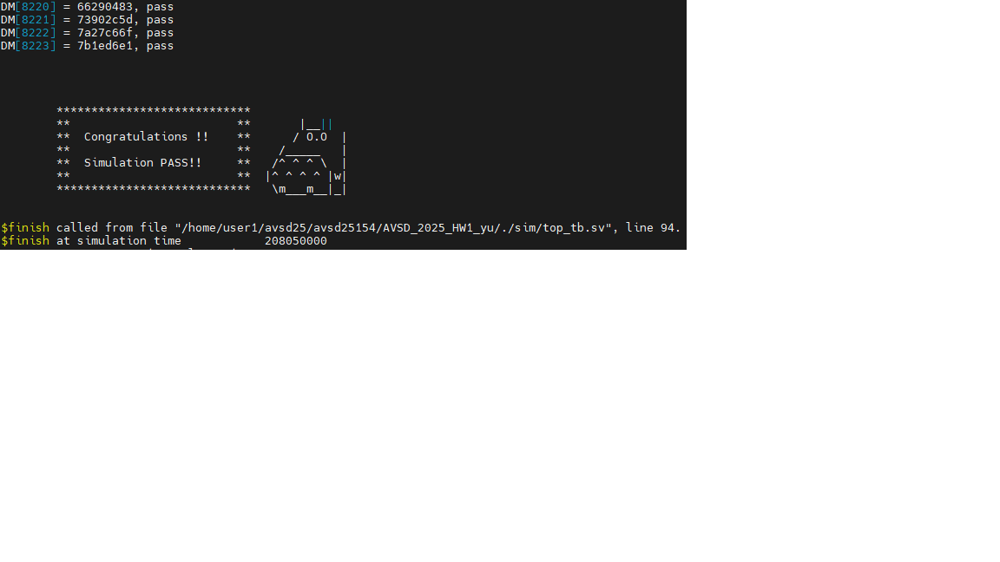 DM[8220] = 66290483, pass
DM[8221] = 73902c5d, pass
DM[8222] = 7a27c66f, pass
DM[8223] = 7b1ed6e1, pass
****************************
**                        **       |__||
**  Congratulations !!    **      / O.O  |
**                        **    /_____   |
**  Simulation PASS!!     **   /^ ^ ^ \  |
**                        **  |^ ^ ^ ^ |w|
****************************   \m___m__|_|
$finish called from file "/home/user1/avsd25/avsd25154/AVSD_2025_HW1_yu/./sim/top_tb.sv", line 94.
$finish at simulation time            208050000